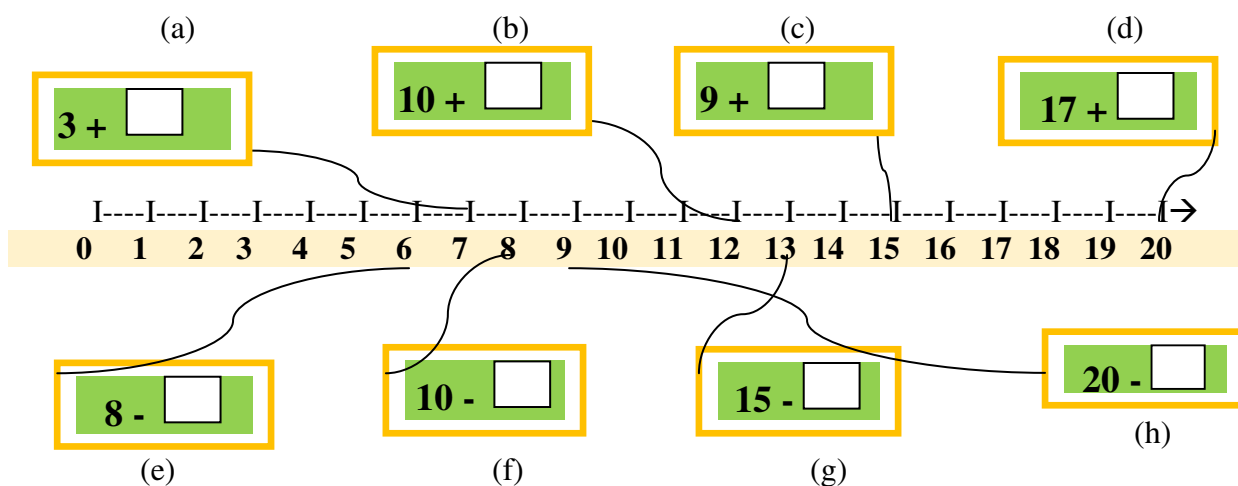 (a) (b) (c) (d)
3 + 10 + 9 + 17 +
I----I----I----I----I----I----I----I----I----I----I----I----I----I----I----I----I----I----I----I----I→
0 1 2 3 4 5 6 7 8 9 10 11 12 13 14 15 16 17 18 19 20
8 - 10 - 15 - 20 -
(e) (f) (g) (h)